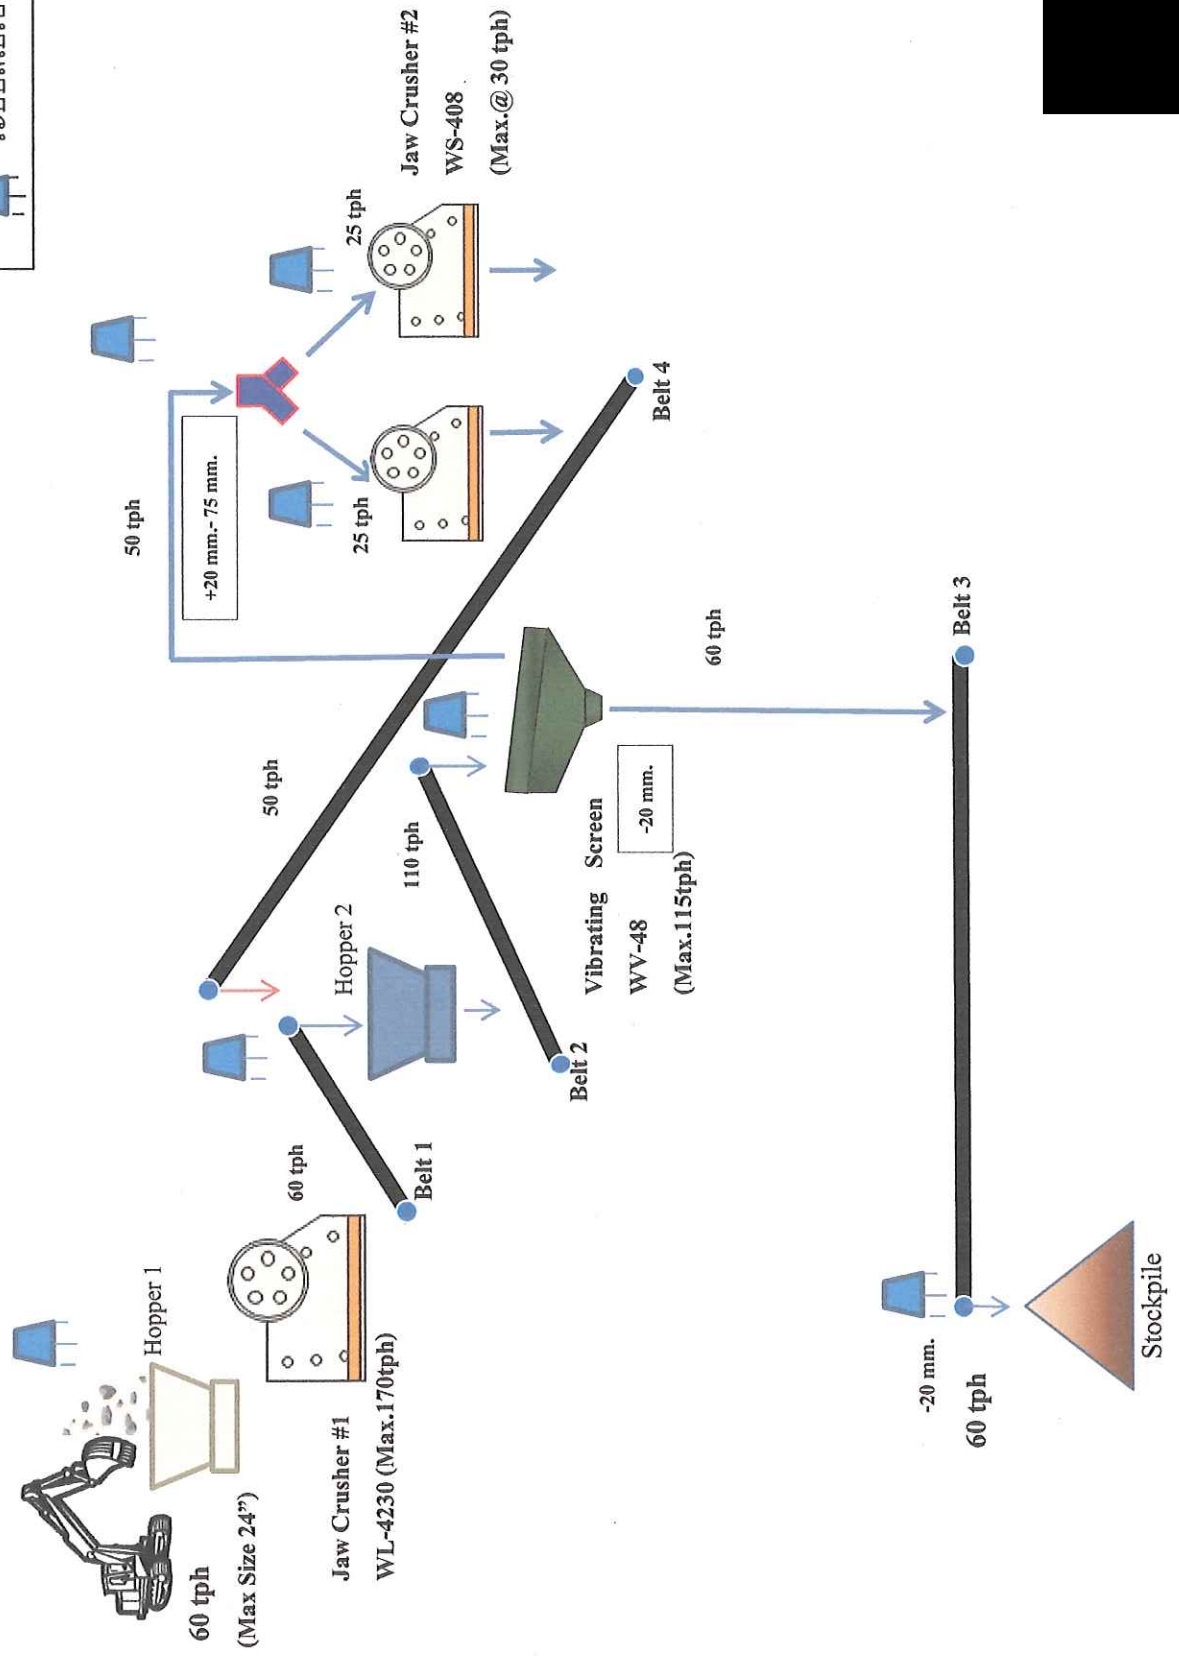 60 tph
(Max Size 24”)
Hopper 1
Jaw Crusher #1
WL-4230 (Max.170tph)
60 tph
Belt 1
Hopper 2
Belt 2
110 tph
50 tph
Vibrating Screen
WV-48
(Max.115tph)
-20 mm.
60 tph
50 tph
+20 mm.- 75 mm.
25 tph
25 tph
Jaw Crusher #2
WS-408
(Max.@ 30 tph)
Belt 4
Belt 3
-20 mm.
60 tph
Stockpile